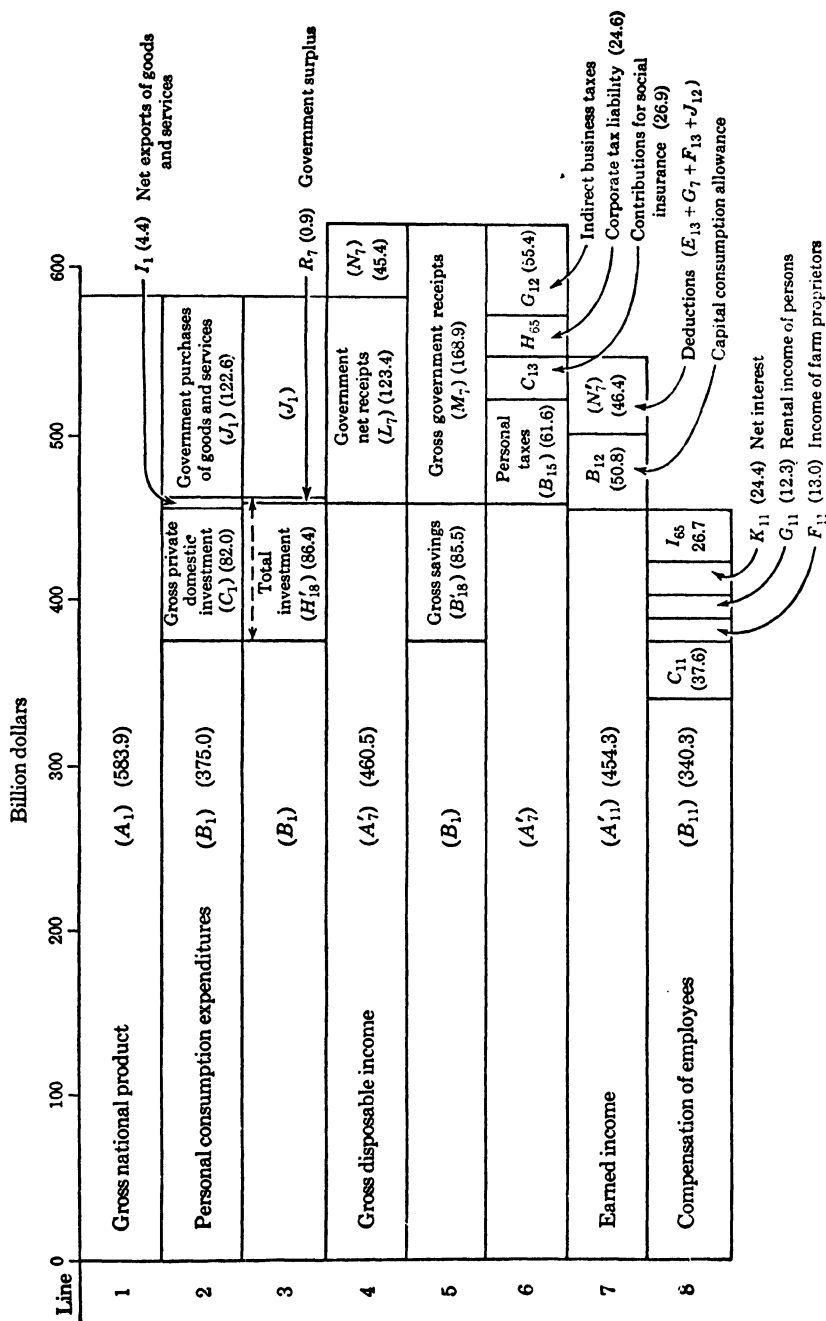 Billion dollars
Line
0
100
200
300
400
500
600
1
Gross national product
(A₁) (583.9)
I₁ (4.4) Net exports of goods
and services
2
Personal consumption expenditures
(B₁) (375.0)
Gross private
domestic
investment
(C₁) (82.0)
Government purchases
of goods and services
(J₁) (122.6)
3
(B₁)
Total
investment
(H′₁₈) (86.4)
(J₁)
R₇ (0.9) Government surplus
4
Gross disposable income
(A′₇) (460.5)
Government
net receipts
(L₇) (123.4)
(N₇)
(45.4)
5
(B₁)
Gross savings
(B′₁₈) (85.5)
Gross government receipts
(M₇) (168.9)
6
(A′₇)
Personal
taxes
(B₁₅) (61.6)
C₁₃
H₆₅
G₁₂ (55.4)
Indirect business taxes
Corporate tax liability (24.6)
Contributions for social
insurance (26.9)
7
Earned income
(A′₁₁) (454.3)
B₁₂
(50.8)
(N′₇)
(46.4)
Deductions (E₁₃ + G₇ + F₁₃ + J₁₂)
Capital consumption allowance
8
Compensation of employees
(B₁₁) (340.3)
C₁₁
(37.6)
I₆₅
26.7
K₁₁ (24.4) Net interest
G₁₁ (12.3) Rental income of persons
F₁₁ (13.0) Income of farm proprietors